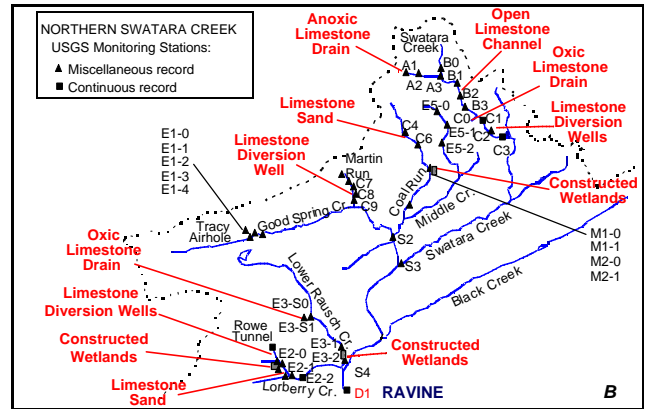 NORTHERN SWATARA CREEK
USGS Monitoring Stations:
Miscellaneous record
Continuous record
Anoxic
Limestone
Drain
Swatara
Creek
Open
Limestone
Channel
Oxic
Limestone
Drain
Limestone
Diversion
Wells
A1
A2
A3
B0
B1
B2
B3
C0
C1
C2
C3
Limestone
Sand
E5-0
E5-1
E5-2
C4
C6
Limestone
Diversion
Well
Martin
Run
C7
C8
C9
E1-0
E1-1
E1-2
E1-3
E1-4
Tracy
Airhole
Good Spring Cr.
Coal Run
Middle Cr.
Swatara Creek
Black Creek
Constructed
Wetlands
M1-0
M1-1
M2-0
M2-1
S2
S3
Oxic
Limestone
Drain
Lower Rausch Cr.
E3-S0
E3-S1
Limestone
Diversion Wells
Rowe
Tunnel
E3-1
E3-2
Constructed
Wetlands
Constructed
Wetlands
E2-0
E2-1
E2-2
S4
Limestone
Sand
Lorberry Cr.
D1
RAVINE
B